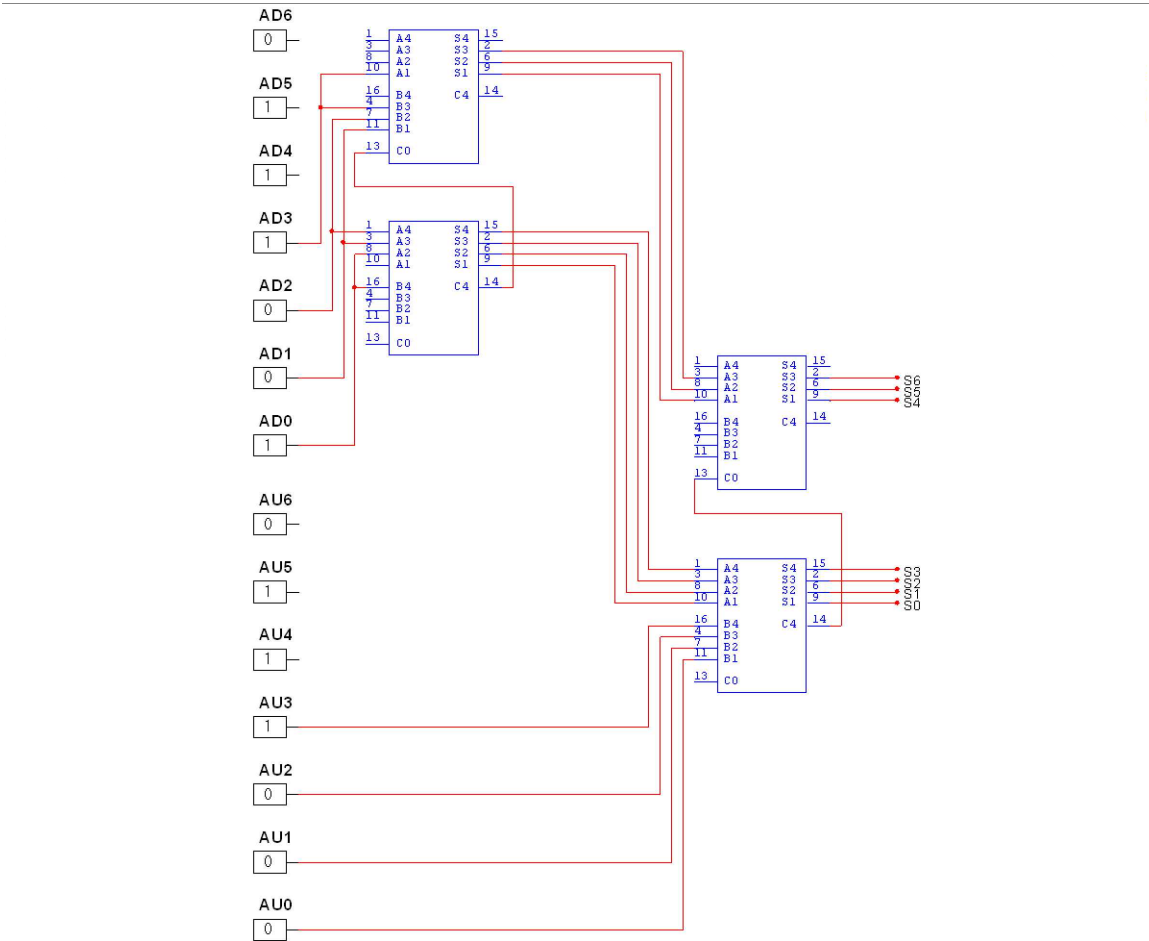 AD6
0
AD5
1
AD4
1
AD3
1
AD2
0
AD1
0
AD0
1
AU6
0
AU5
1
AU4
1
AU3
1
AU2
0
AU1
0
AU0
0
1 A4 S4 15
3 A3 S3 2
8 A2 S2 6
10 A1 S1 9
16 B4 C4 14
4 B3
7 B2
11 B1
13 C0
1 A4 S4 15
3 A3 S3 2
8 A2 S2 6
10 A1 S1 9
16 B4 C4 14
4 B3
7 B2
11 B1
13 C0
1 A4 S4 15
3 A3 S3 2 S6
8 A2 S2 6 S5
10 A1 S1 9 S4
16 B4 C4 14
4 B3
7 B2
11 B1
13 C0
1 A4 S4 15 S3
3 A3 S3 2 S2
8 A2 S2 6 S1
10 A1 S1 9 S0
16 B4 C4 14
4 B3
7 B2
11 B1
13 C0